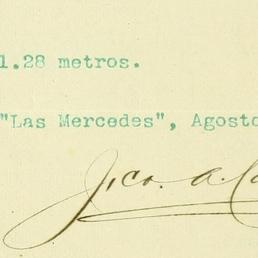 1.28 metros.
"Las Mercedes", Agosto